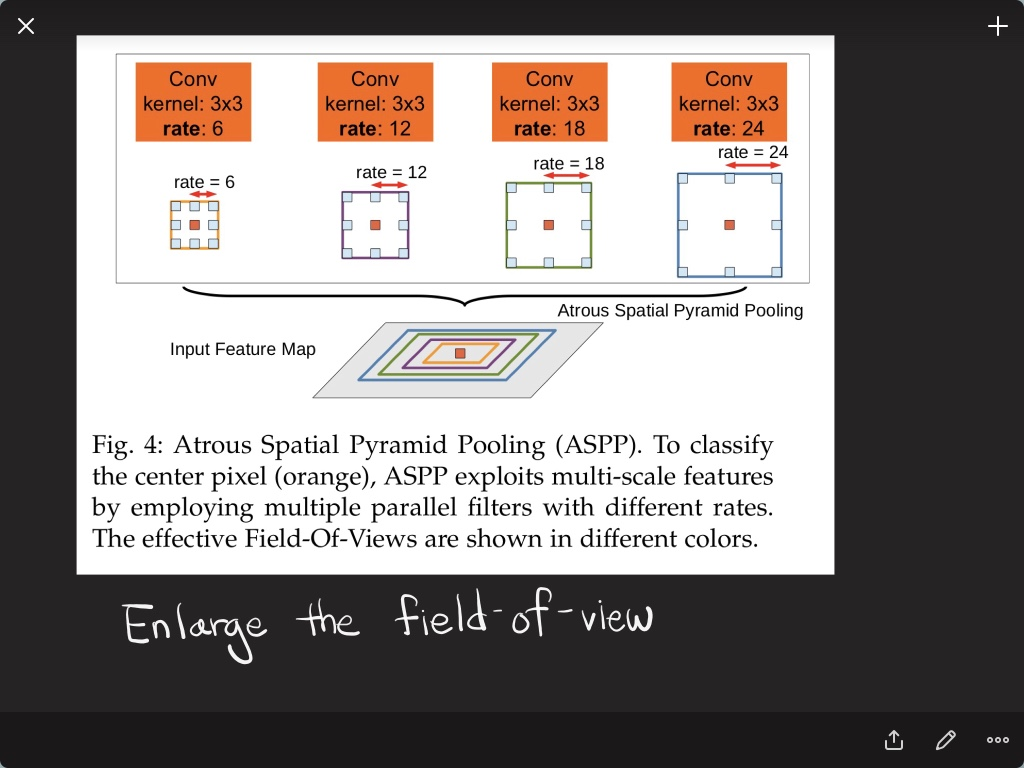 Conv
kernel: 3x3
rate: 6
Conv
kernel: 3x3
rate: 12
Conv
kernel: 3x3
rate: 18
Conv
kernel: 3x3
rate: 24
rate = 6
rate = 12
rate = 18
rate = 24
Atrous Spatial Pyramid Pooling
Input Feature Map
Fig. 4: Atrous Spatial Pyramid Pooling (ASPP). To classify
the center pixel (orange), ASPP exploits multi-scale features
by employing multiple parallel filters with different rates.
The effective Field-Of-Views are shown in different colors.
Enlarge the field-of-view